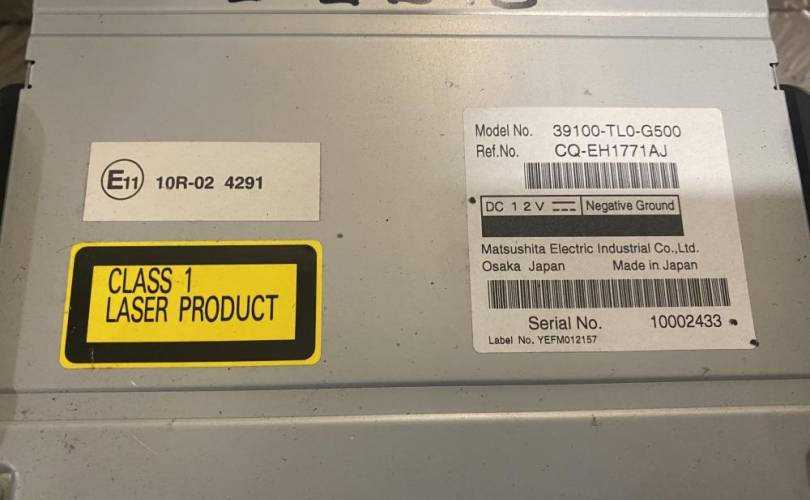 E11 10R-02 4291
CLASS 1
LASER PRODUCT
Model No. 39100-TL0-G500
Ref.No. CQ-EH1771AJ
DC 12V Negative Ground
Matsushita Electric Industrial Co.,Ltd.
Osaka Japan Made in Japan
Serial No. 10002433
Label No. YEFM012157